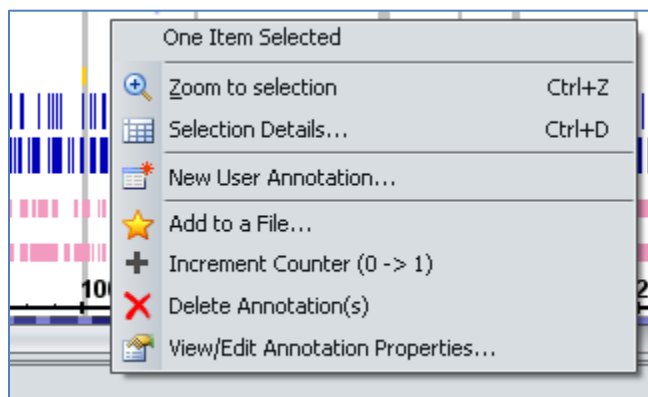 One Item Selected
Zoom to selection Ctrl+Z
Selection Details... Ctrl+D
New User Annotation...
Add to a File...
Increment Counter (0 -> 1)
Delete Annotation(s)
View/Edit Annotation Properties...